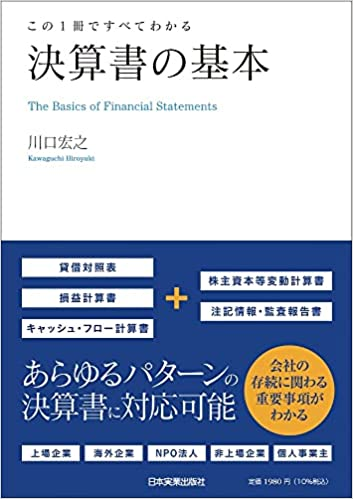 この1冊ですべてわかる
決算書の基本
The Basics of Financial Statements
川口宏之
Kawaguchi Hiroyuki
貸借対照表
損益計算書
キャッシュ・フロー計算書
+
株主資本等変動計算書
注記情報・監査報告書
あらゆるパターンの
決算書に対応可能
会社の
存続に関わる
重要事項が
わかる
上場企業
海外企業
NPO法人
非上場企業
個人事業主
日本実業出版社
定価1980円(10%税込)